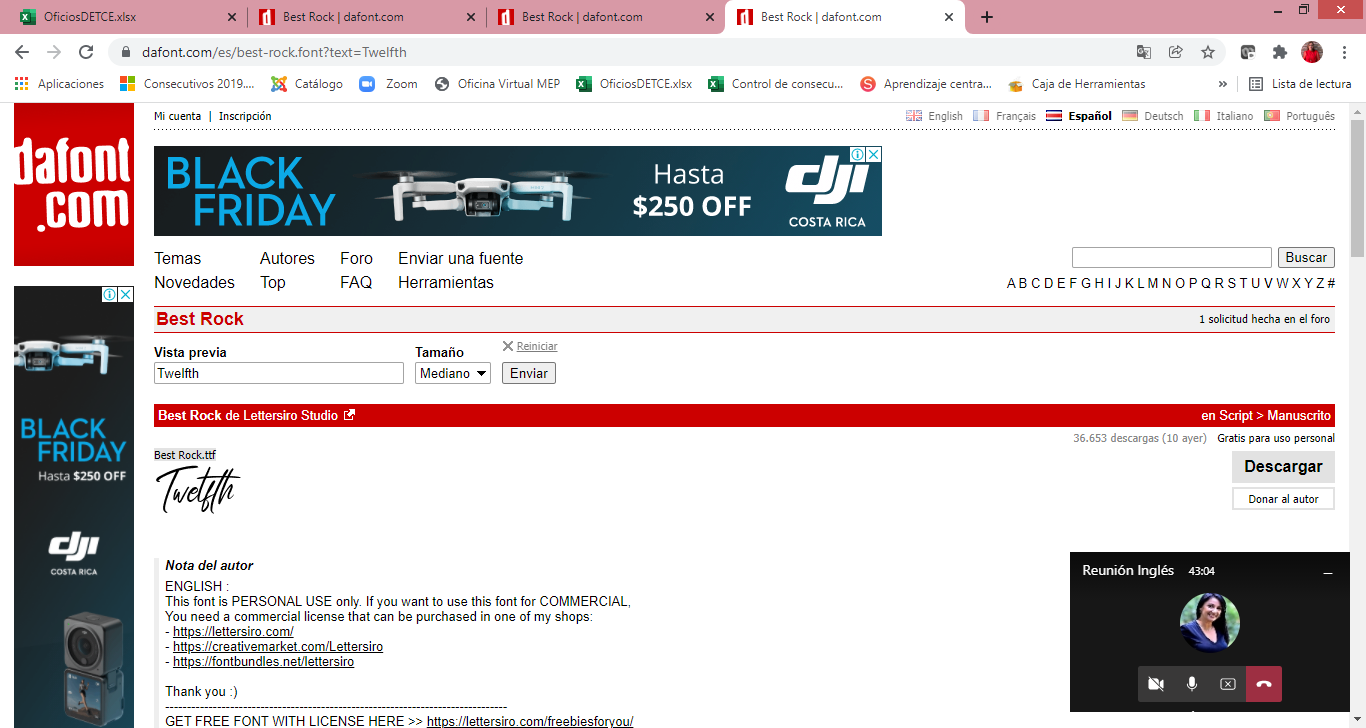 OficiosDETCE.xlsx
Best Rock | dafont.com
Best Rock | dafont.com
Best Rock | dafont.com
dafont.com/es/best-rock.font?text=Twelfth
Aplicaciones
Consecutivos 2019....
Catálogo
Zoom
Oficina Virtual MEP
OficiosDETCE.xlsx
Control de consecu...
Aprendizaje centra...
Caja de Herramientas
»
Lista de lectura
dafont
.com
Mi cuenta | Inscripción
English Français Español Deutsch Italiano Português
BLACK
FRIDAY
Hasta
$250 OFF
dji
COSTA RICA
Temas Autores Foro Enviar una fuente
Novedades Top FAQ Herramientas
Buscar
A B C D E F G H I J K L M N O P Q R S T U V W X Y Z #
Best Rock
1 solicitud hecha en el foro
Vista previa
Twelfth
Tamaño
Mediano
Reiniciar
Enviar
Best Rock de Lettersiro Studio
en Script > Manuscrito
36.653 descargas (10 ayer) Gratis para uso personal
Best Rock.ttf
Twelfth
Descargar
Donar al autor
BLACK
FRIDAY
Hasta $250 OFF
dji
COSTA RICA
Nota del autor
ENGLISH :
This font is PERSONAL USE only. If you want to use this font for COMMERCIAL,
You need a commercial license that can be purchased in one of my shops:
- https://lettersiro.com/
- https://creativemarket.com/Lettersiro
- https://fontbundles.net/lettersiro
Thank you :)
--------------------------------------------------------------------------------
GET FREE FONT WITH LICENSE HERE >> https://lettersiro.com/freebiesforyou/
Reunión Inglés 43:04